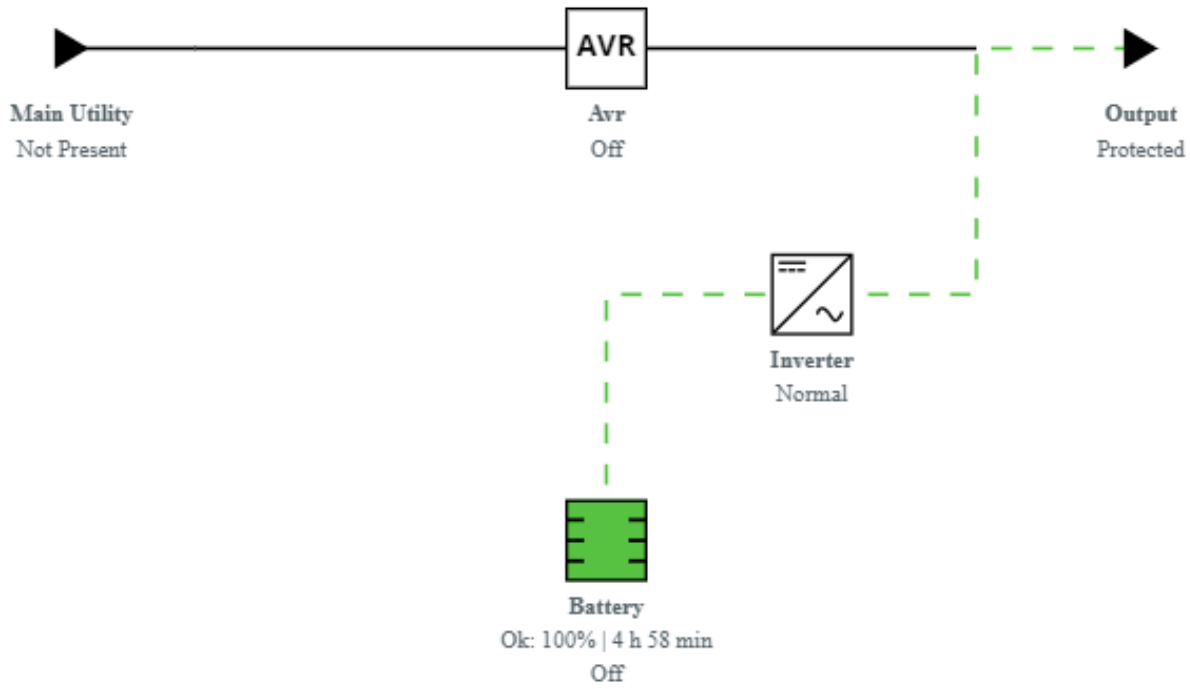 AVR
Main Utility
Not Present
Avr
Off
Output
Protected
Inverter
Normal
Battery
Ok: 100% | 4 h 58 min
Off